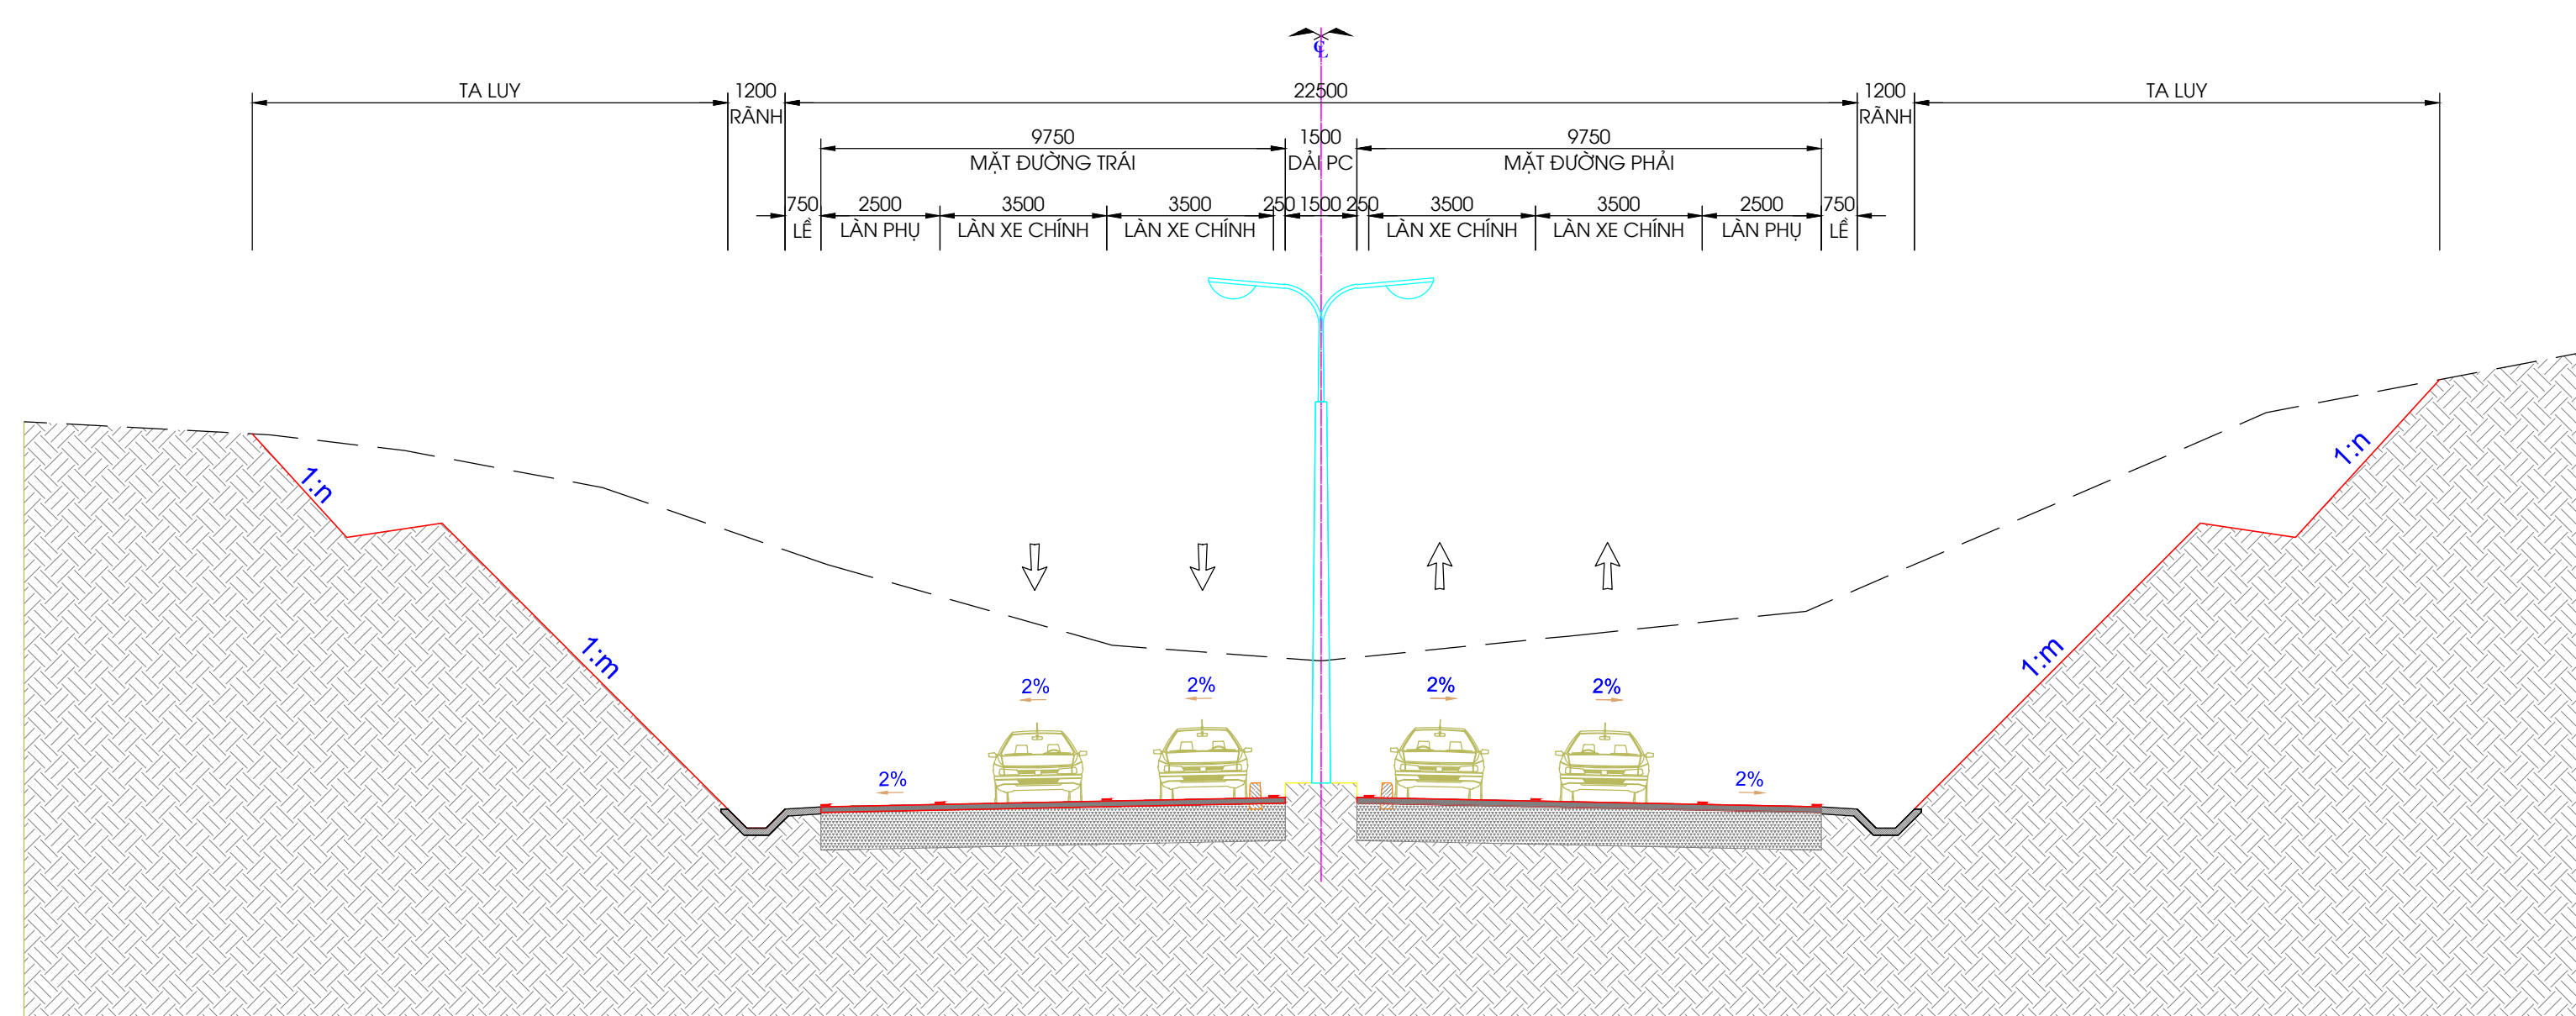 ℄
TA LUY 1200 22500 1200 TA LUY
RÃNH RÃNH
9750 1500 9750
MẶT ĐƯỜNG TRÁI DẢI PC MẶT ĐƯỜNG PHẢI
750 2500 3500 3500 250 1500 250 3500 3500 2500 750
LỀ LÀN PHỤ LÀN XE CHÍNH LÀN XE CHÍNH LÀN XE CHÍNH LÀN XE CHÍNH LÀN PHỤ LỀ
1:n 1:n
1:m 1:m
2% 2% 2% 2%
2% 2%